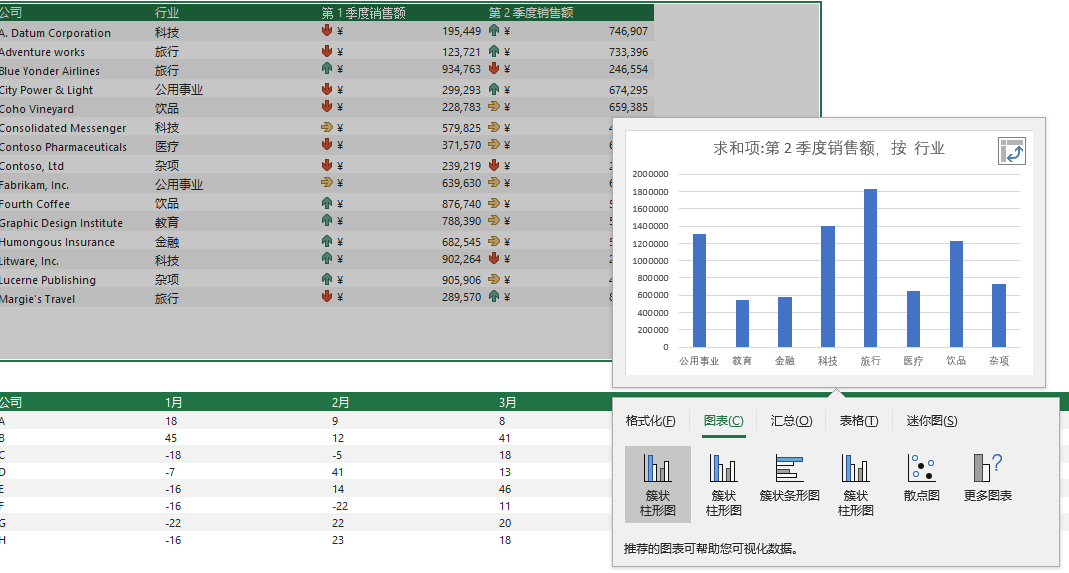 公司 行业 第 1 季度销售额 第 2 季度销售额
A. Datum Corporation 科技 ¥ 195,449 ¥ 746,907
Adventure works 旅行 ¥ 123,721 ¥ 733,396
Blue Yonder Airlines 旅行 ¥ 934,763 ¥ 246,554
City Power & Light 公用事业 ¥ 299,293 ¥ 674,295
Coho Vineyard 饮品 ¥ 228,783 ¥ 659,385
Consolidated Messenger 科技 ¥ 579,825 ¥
Contoso Pharmaceuticals 医疗 ¥ 371,570 ¥
Contoso, Ltd 杂项 ¥ 239,219 ¥
Fabrikam, Inc. 公用事业 ¥ 639,630 ¥
Fourth Coffee 饮品 ¥ 876,740 ¥
Graphic Design Institute 教育 ¥ 788,390 ¥
Humongous Insurance 金融 ¥ 682,545 ¥
Litware, Inc. 科技 ¥ 902,264 ¥
Lucerne Publishing 杂项 ¥ 905,906 ¥
Margie's Travel 旅行 ¥ 289,570 ¥
求和项:第 2 季度销售额, 按 行业
2000000
1800000
1600000
1400000
1200000
1000000
800000
600000
400000
200000
0
公用事业 教育 金融 科技 旅行 医疗 饮品 杂项
公司 1月 2月 3月
A 18 9 8
B 45 12 41
C -18 -5 18
D -7 41 13
E -16 14 46
F -16 -22 11
G -22 22 20
H -16 23 18
格式化(F) 图表(C) 汇总(O) 表格(T) 迷你图(S)
簇状
柱形图
簇状
柱形图
簇状条形图
簇状
柱形图
散点图
更多图表
推荐的图表可帮助您可视化数据。